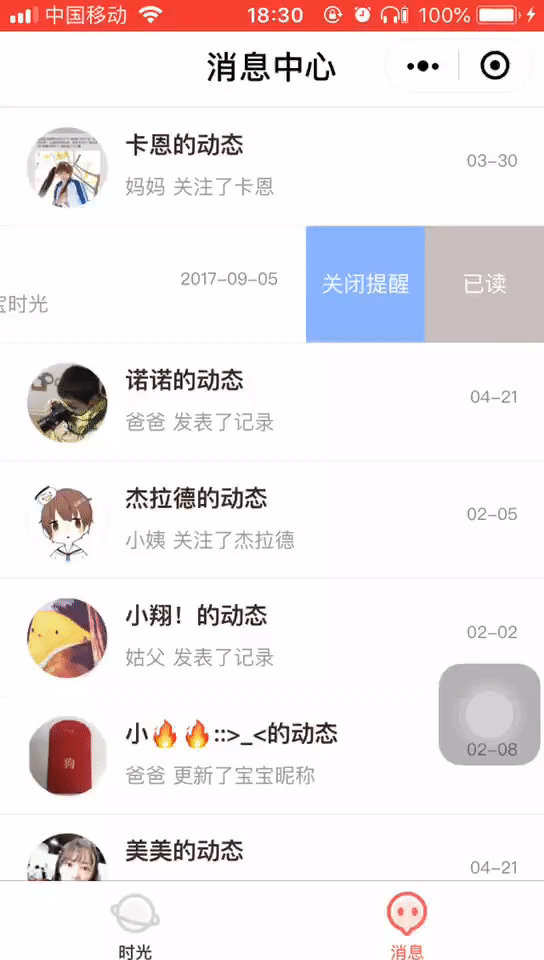 中国移动 18:30 100%
消息中心
卡恩的动态
03-30
妈妈 关注了卡恩
2017-09-05
宝时光
关闭提醒
已读
诺诺的动态
04-21
爸爸 发表了记录
杰拉德的动态
02-05
小姨 关注了杰拉德
小翔！的动态
02-02
姑父 发表了记录
小🔥🔥::>_<的动态
02-08
爸爸 更新了宝宝昵称
狗
美美的动态
04-21
时光
消息